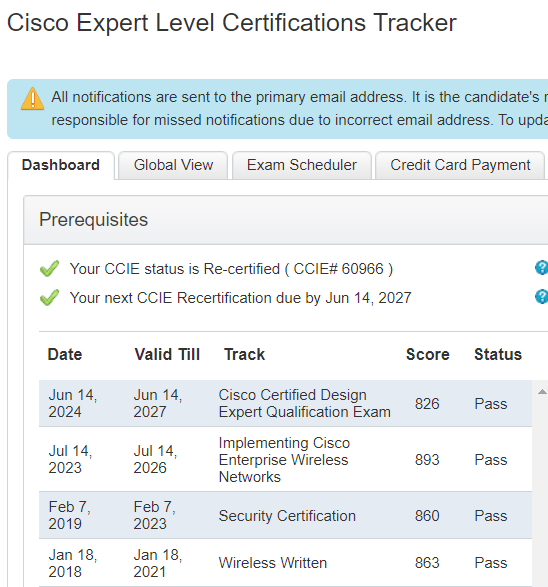 Cisco Expert Level Certifications Tracker
All notifications are sent to the primary email address. It is the candidate's
responsible for missed notifications due to incorrect email address. To
Dashboard Global View Exam Scheduler Credit Card Payment
Prerequisites
Your CCIE status is Re-certified ( CCIE# 60966 )
Your next CCIE Recertification due by Jun 14, 2027
Date Valid Till Track Score Status
Jun 14, Jun 14, Cisco Certified Design
2024 2027 Expert Qualification Exam 826 Pass
Implementing Cisco
Jul 14, Jul 14, Enterprise Wireless 893 Pass
2023 2026 Networks
Feb 7, Feb 7, Security Certification 860 Pass
2019 2023
Jan 18, Jan 18, Wireless Written 863 Pass
2018 2021